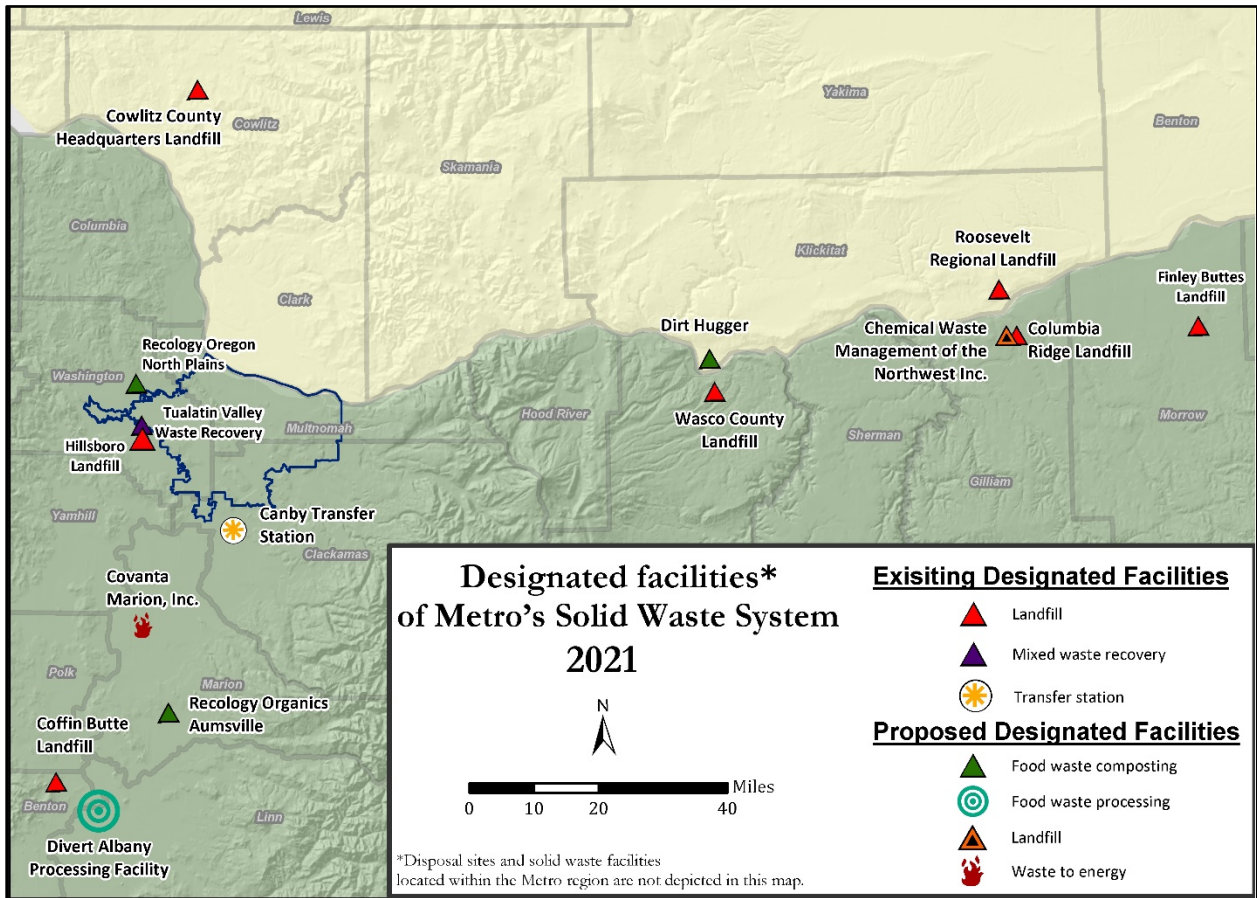 Lewis
Cowlitz County
Headquarters Landfill
Cowlitz
Yakima
Benton
Skamania
Columbia
Klickitat
Roosevelt
Regional Landfill
Finley Buttes
Landfill
Clark
Dirt Hugger
Chemical Waste
Management of the
Northwest Inc.
Columbia
Ridge Landfill
Recology Oregon
North Plains
Washington
Tualatin Valley
Waste Recovery
Multnomah
Hood River
Wasco County
Landfill
Sherman
Morrow
Hillsboro
Landfill
Gilliam
Yamhill
Canby Transfer
Station
Clackamas
Covanta
Marion, Inc.
Polk
Marion
Recology Organics
Aumsville
Coffin Butte
Landfill
Benton
Linn
Divert Albany
Processing Facility
Designated facilities*
of Metro's Solid Waste System
2021
N
Miles
0 10 20 40
*Disposal sites and solid waste facilities
located within the Metro region are not depicted in this map.
Exisiting Designated Facilities
Landfill
Mixed waste recovery
Transfer station
Proposed Designated Facilities
Food waste composting
Food waste processing
Landfill
Waste to energy